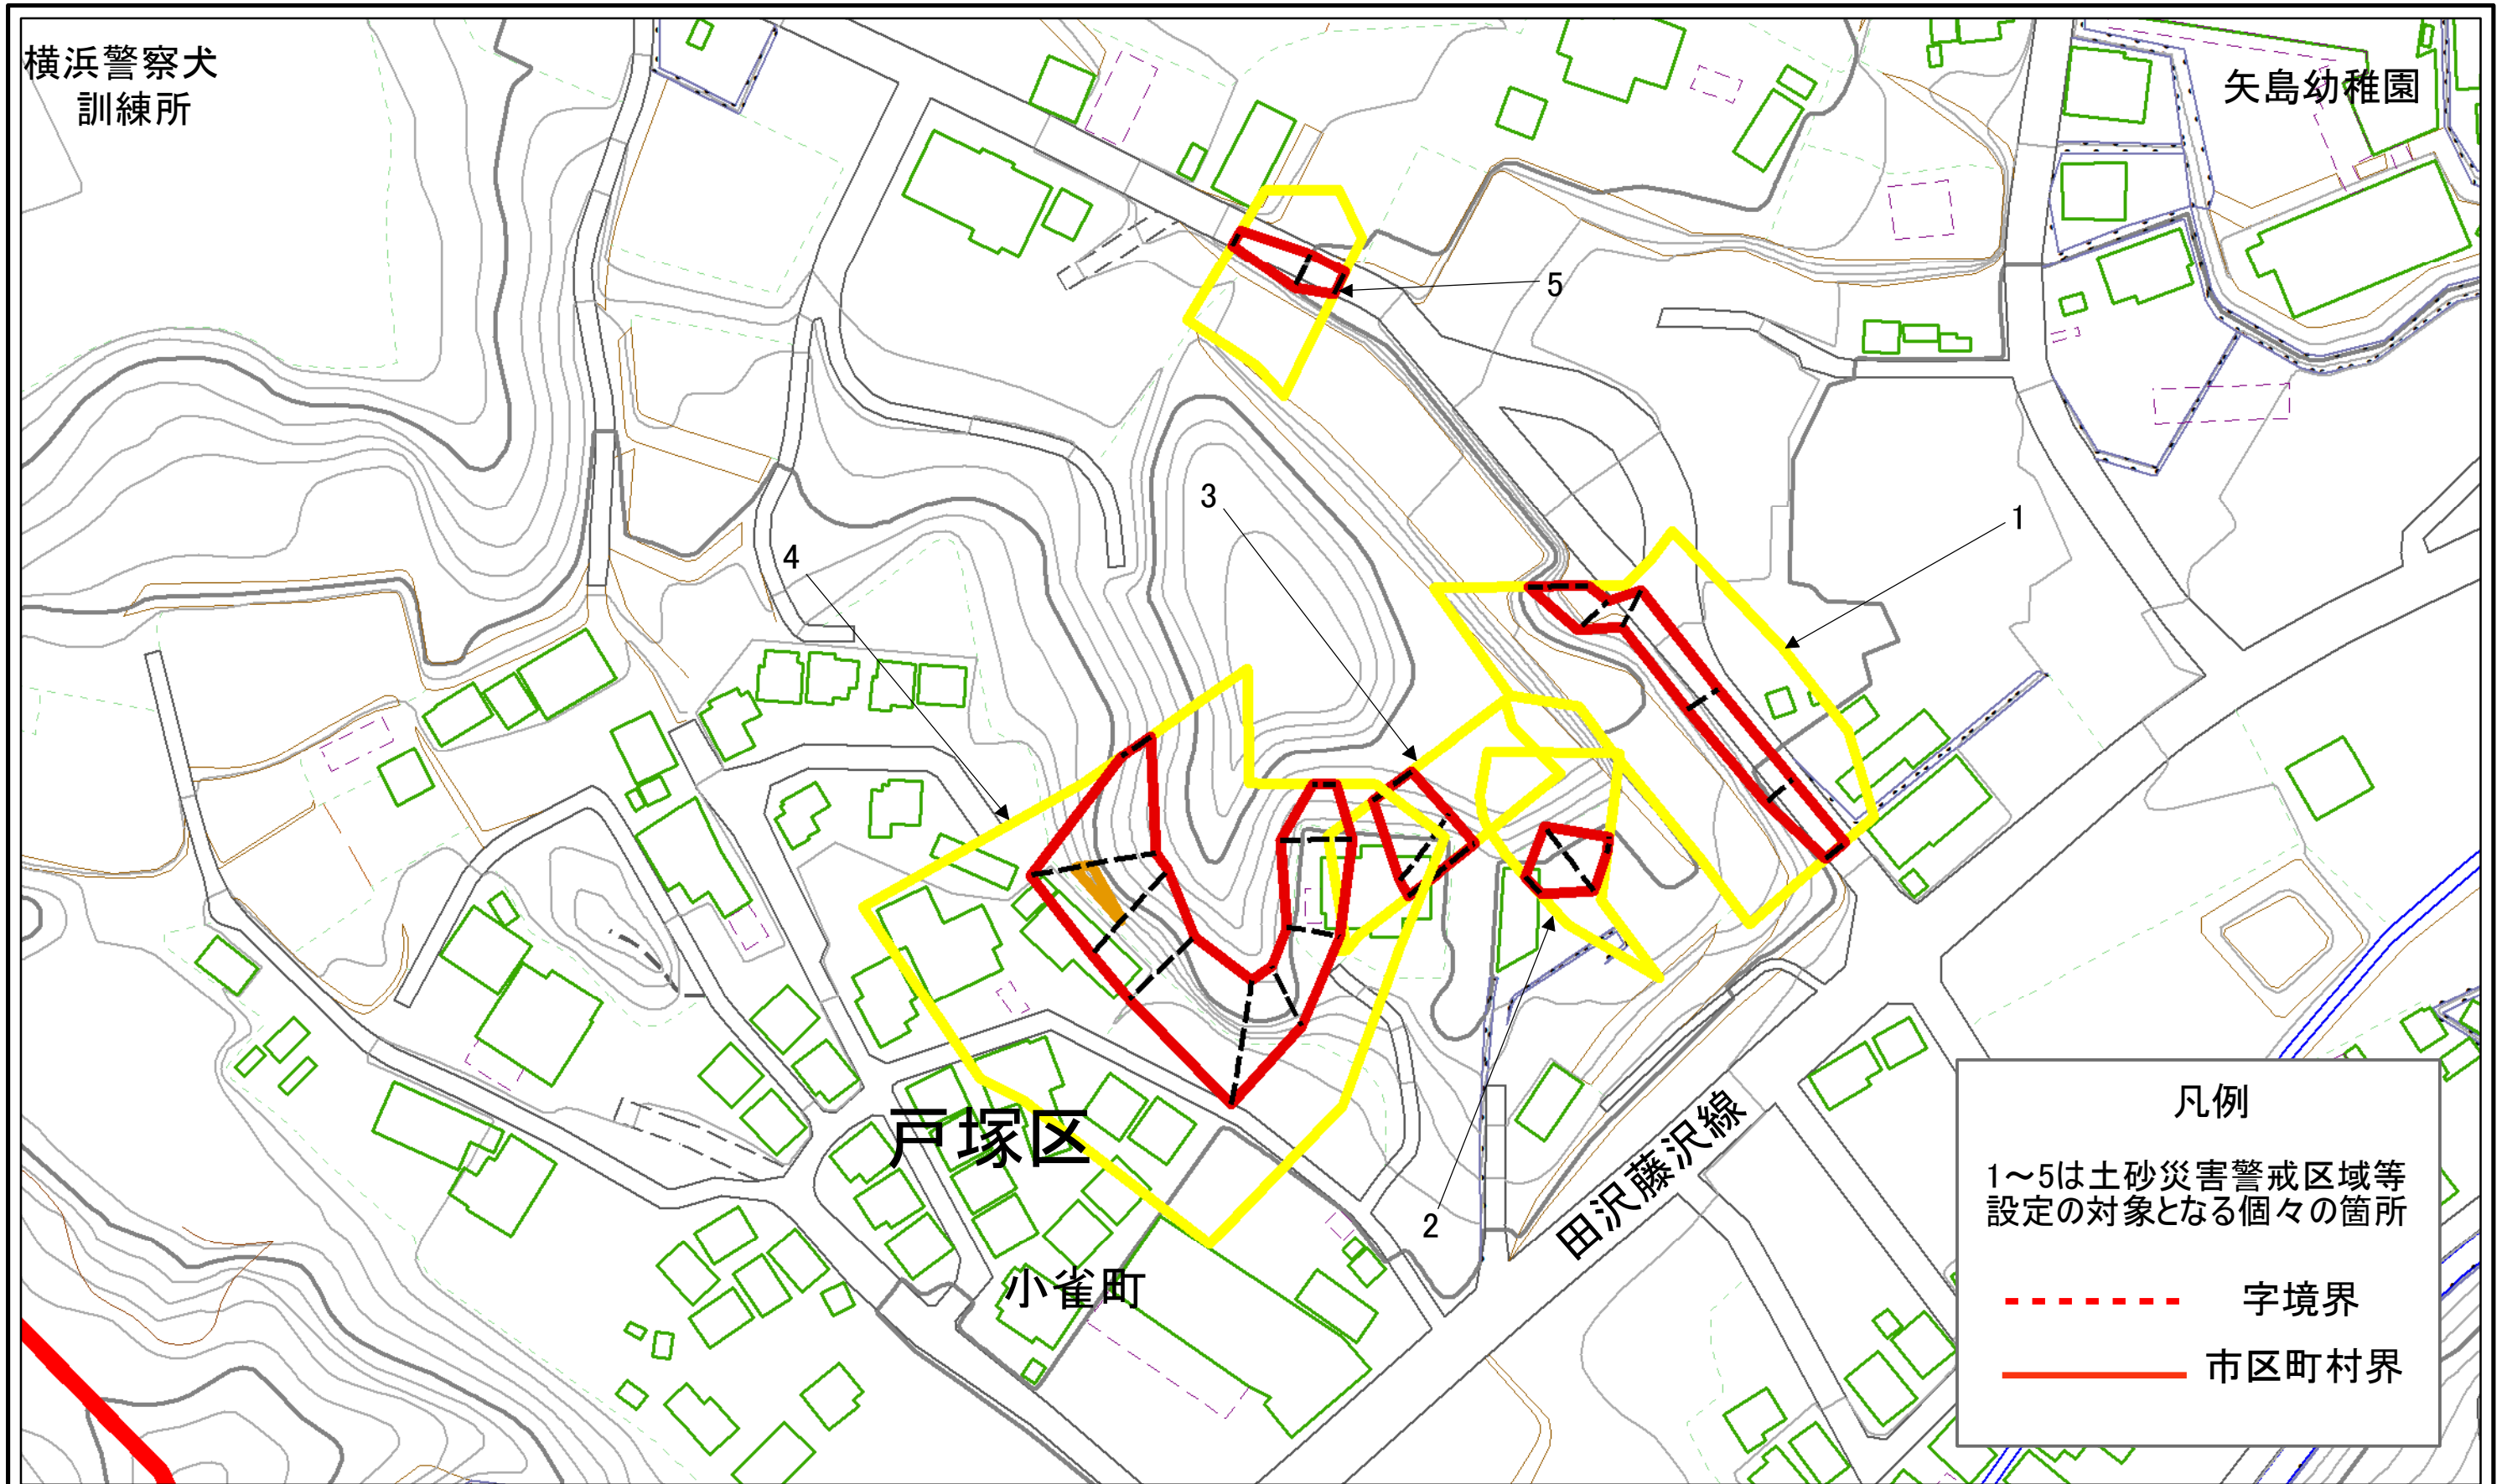 横浜警察犬
訓練所
矢島幼稚園
5
3
1
4
戸塚区
田沢藤沢線
2
小雀町
凡例
1～5は土砂災害警戒区域等
設定の対象となる個々の箇所
字境界
市区町村界